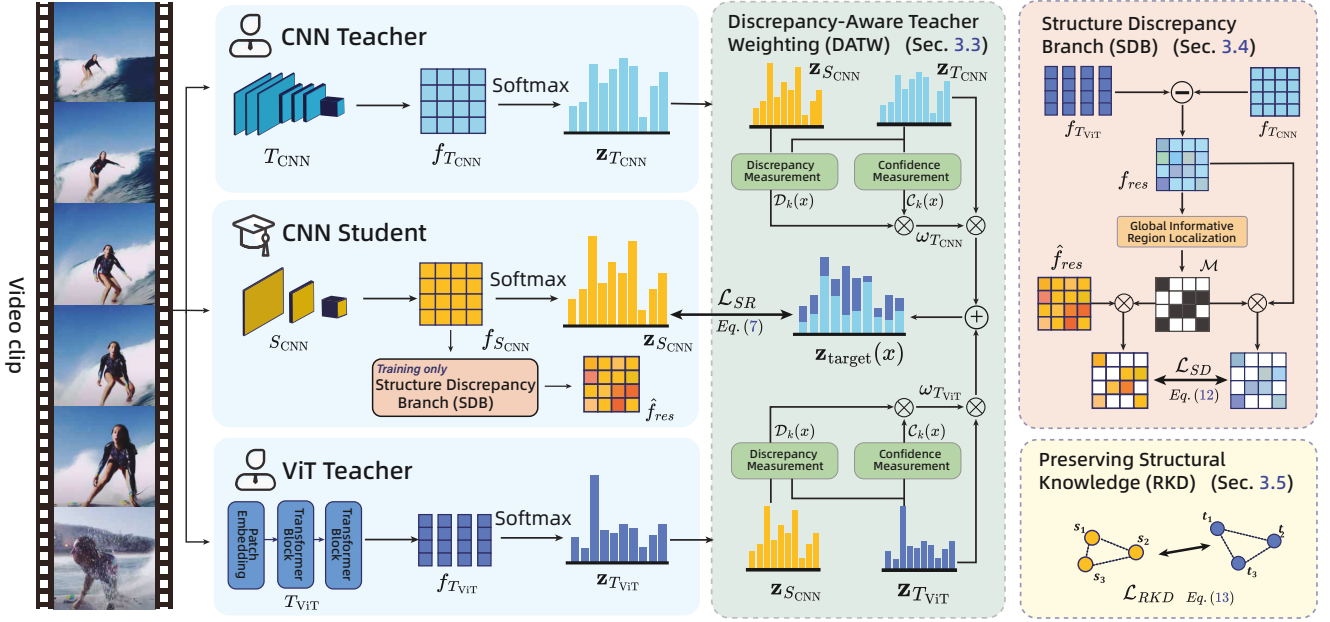 Video clip
CNN Teacher
T_CNN
f_{T_CNN}
Softmax
z_{T_CNN}
CNN Student
S_CNN
f_{S_CNN}
Softmax
z_{S_CNN}
Training only
Structure Discrepancy
Branch (SDB)
f̂_res
ViT Teacher
Patch
Embedding
Transformer
Block
Transformer
Block
T_ViT
f_{T_ViT}
Softmax
z_{T_ViT}
Discrepancy-Aware Teacher
Weighting (DATW) (Sec. 3.3)
z_{S_CNN}
z_{T_CNN}
Discrepancy
Measurement
Confidence
Measurement
D_k(x)
C_k(x)
ω_{T_CNN}
L_SR
Eq.(7)
z_target(x)
ω_{T_ViT}
D_k(x)
C_k(x)
Discrepancy
Measurement
Confidence
Measurement
z_{S_CNN}
z_{T_ViT}
Structure Discrepancy
Branch (SDB) (Sec. 3.4)
f_{T_ViT}
f_{T_CNN}
f_res
Global Informative
Region Localization
f̂_res
M
L_SD
Eq.(12)
Preserving Structural
Knowledge (RKD) (Sec. 3.5)
s_1
s_2
s_3
t_1
t_2
t_3
L_RKD Eq.(13)